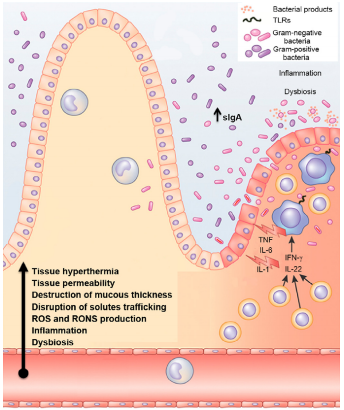 Bacterial products
TLRs
Gram-negative
bacteria
Gram-positive
bacteria
Inflammation
Dysbiosis
sIgA
TNF
IL-6
IL-1
IFN-γ
IL-22
Tissue hyperthermia
Tissue permeability
Destruction of mucous thickness
Disruption of solutes trafficking
ROS and RONS production
Inflammation
Dysbiosis